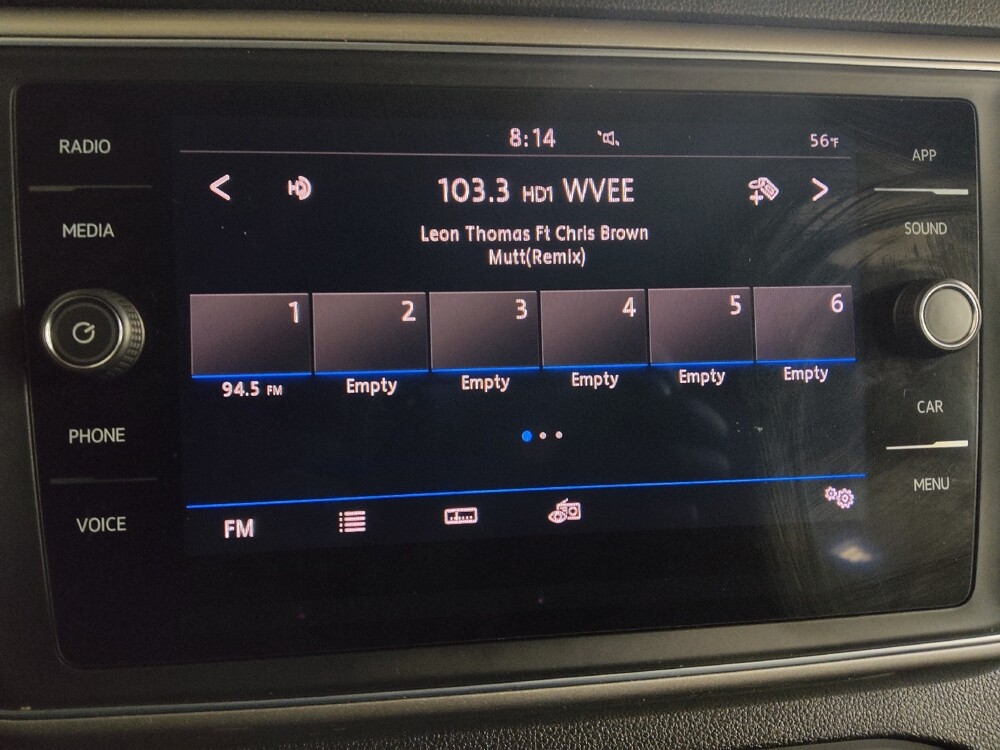 RADIO
MEDIA
PHONE
VOICE
8:14
56°F
< HD 103.3 HD1 WVEE >
Leon Thomas Ft Chris Brown
Mutt(Remix)
1 2 3 4 5 6
94.5 FM Empty Empty Empty Empty Empty
FM
APP
SOUND
CAR
MENU